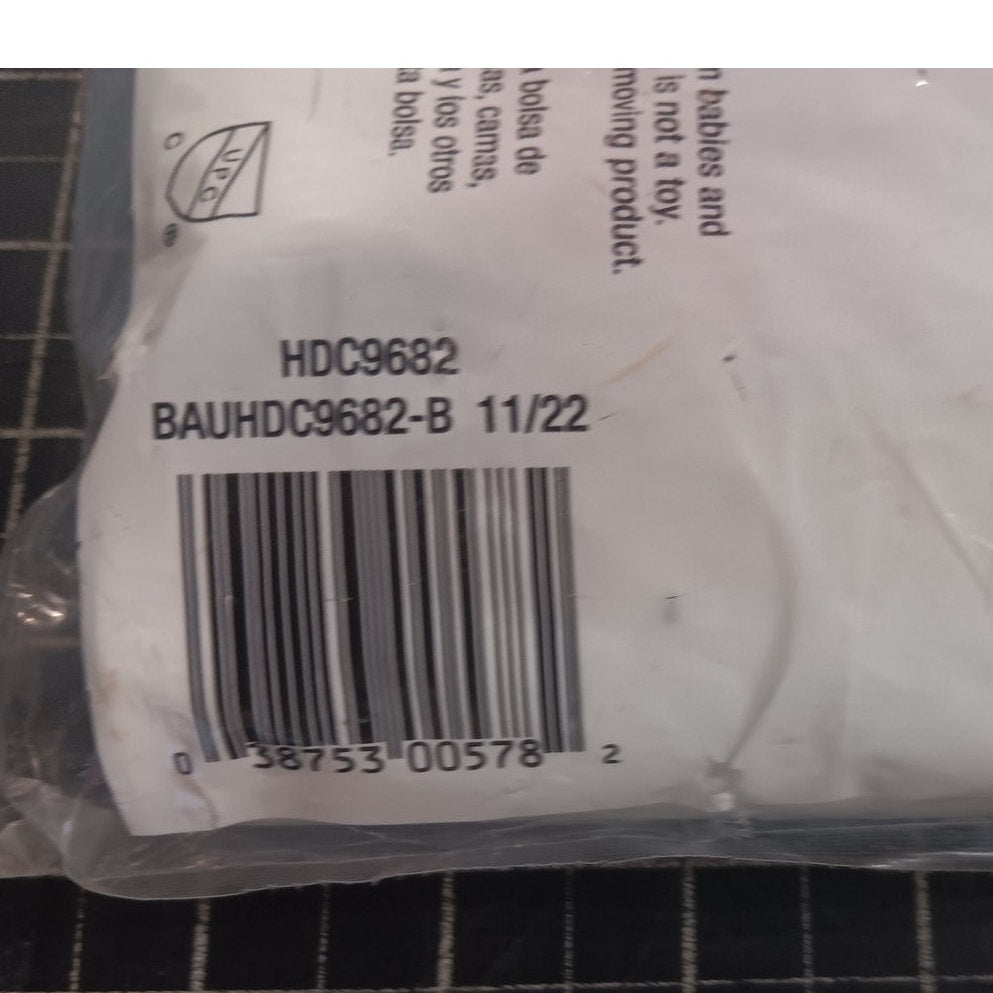 n babies and
is not a toy.
moving product.
bolsa de
as, camas,
y los otros
a bolsa.
C
UPC
®
HDC9682
BAUHDC9682-B 11/22
0 38753 00578 2